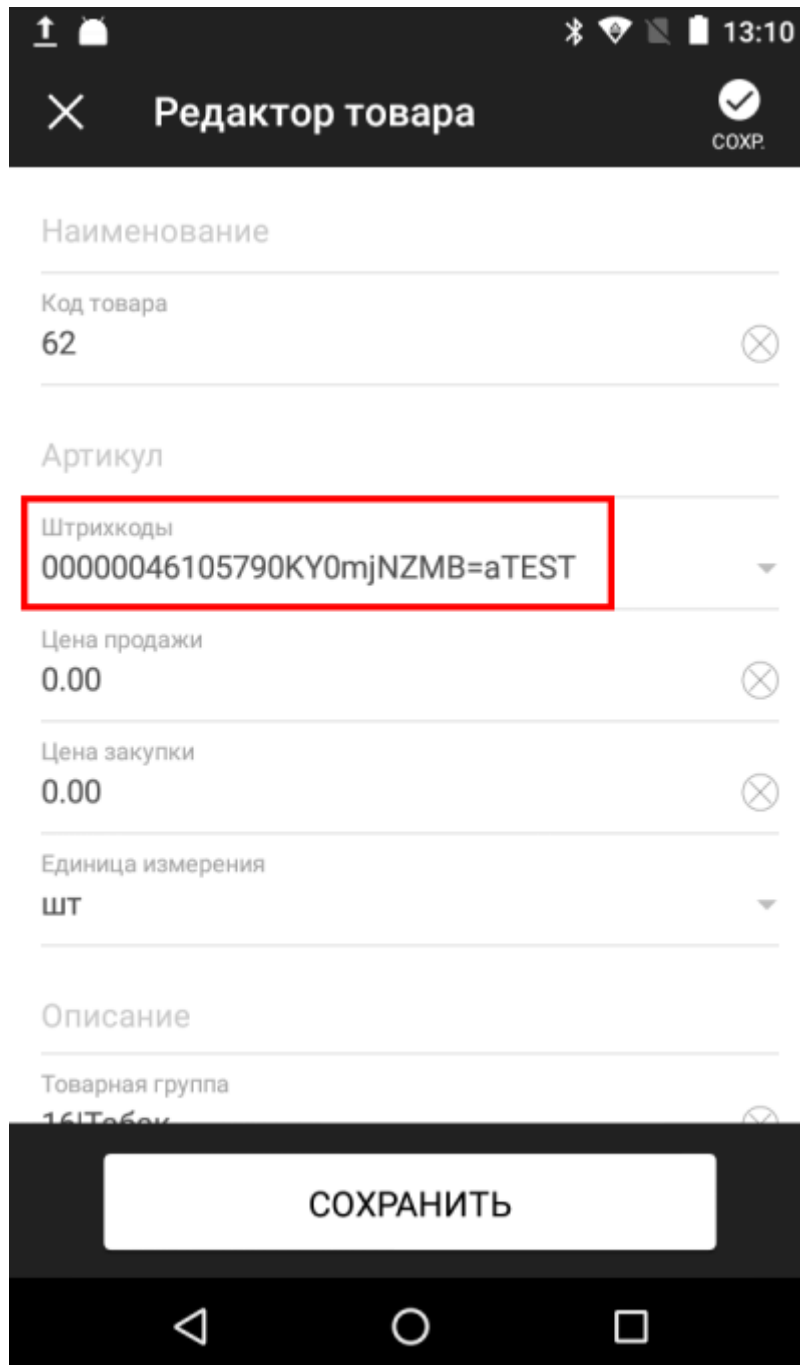 13:10
Редактор товара
СОХР.
Наименование
Код товара
62
Артикул
Штрихкоды
00000046105790KY0mjNZMB=aTEST
Цена продажи
0.00
Цена закупки
0.00
Единица измерения
шт
Описание
Товарная группа
СОХРАНИТЬ